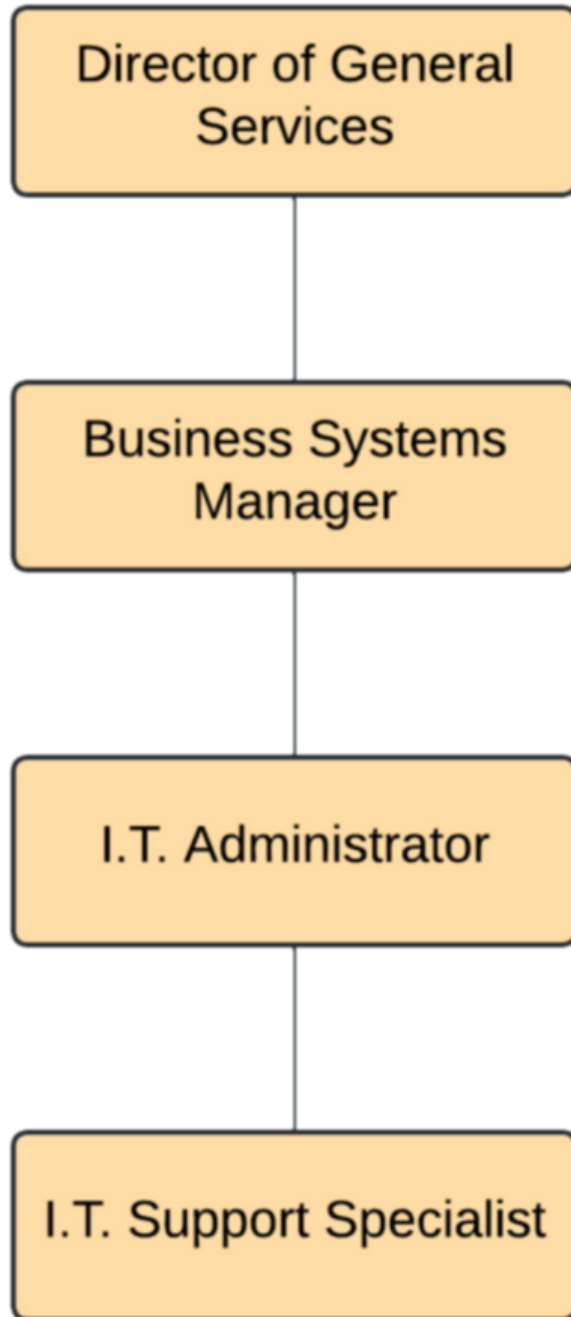 Director of General
Services
Business Systems
Manager
I.T. Administrator
I.T. Support Specialist